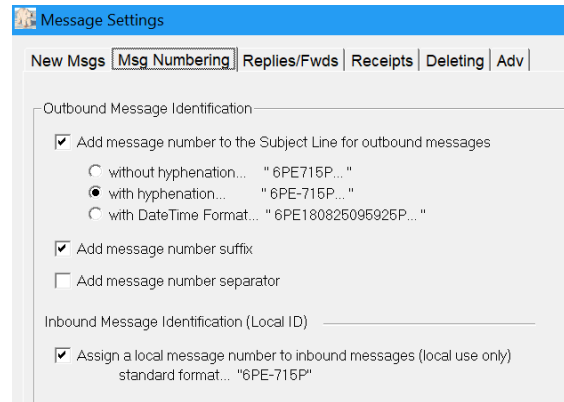 Message Settings
New Msgs Msg Numbering Replies/Fwds Receipts Deleting Adv
Outbound Message Identification
Add message number to the Subject Line for outbound messages
without hyphenation... " 6PE715P... "
with hyphenation... " 6PE-715P... "
with DateTime Format... " 6PE180825095925P... "
Add message number suffix
Add message number separator
Inbound Message Identification (Local ID)
Assign a local message number to inbound messages (local use only)
standard format... "6PE-715P"